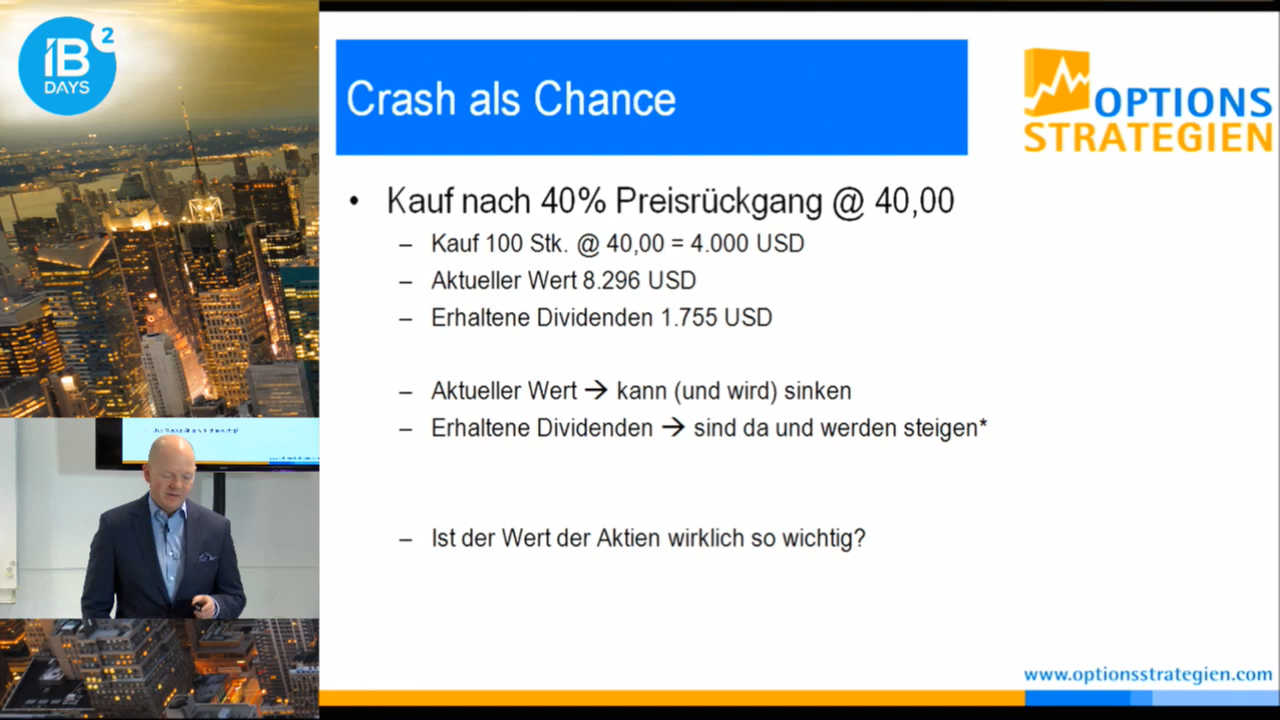 IB 2
DAYS
Crash als Chance
OPTIONS
STRATEGIEN
• Kauf nach 40% Preisrückgang @ 40,00
– Kauf 100 Stk. @ 40,00 = 4.000 USD
– Aktueller Wert 8.296 USD
– Erhaltene Dividenden 1.755 USD
– Aktueller Wert → kann (und wird) sinken
– Erhaltene Dividenden → sind da und werden steigen*
– Ist der Wert der Aktien wirklich so wichtig?
www.optionsstrategien.com